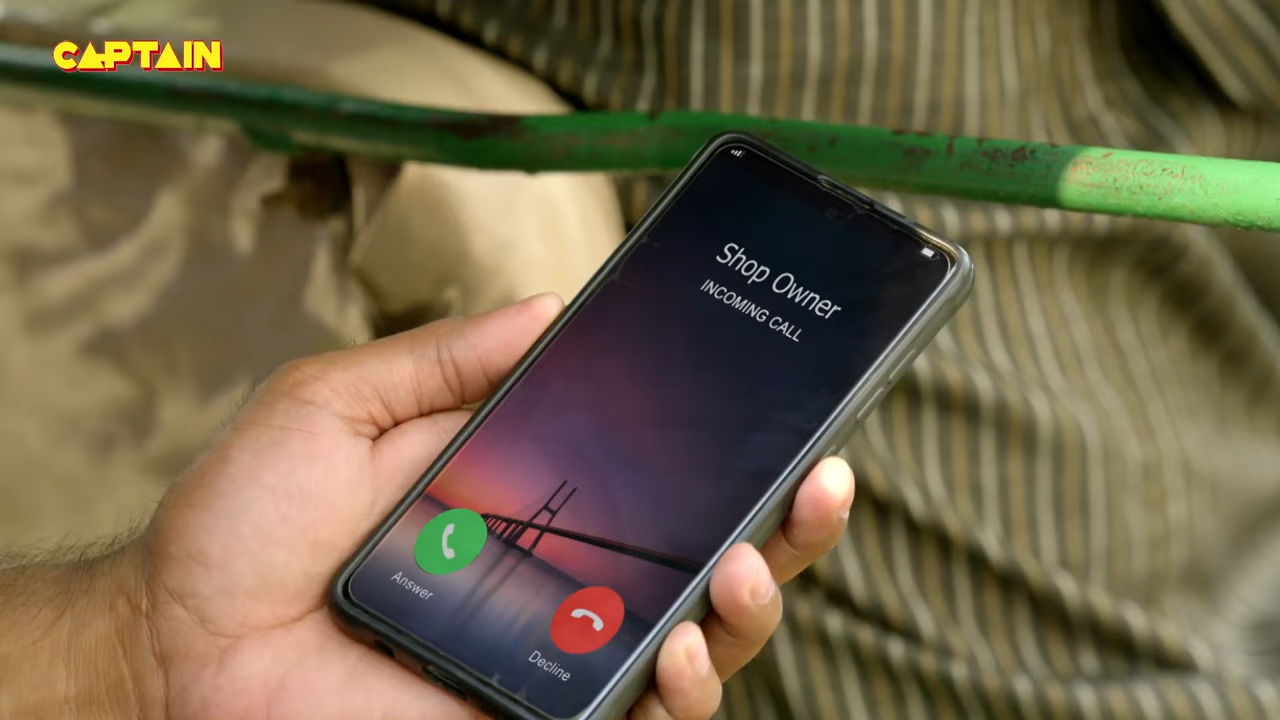 CAPTAIN
Shop Owner
INCOMING CALL
Answer
Decline